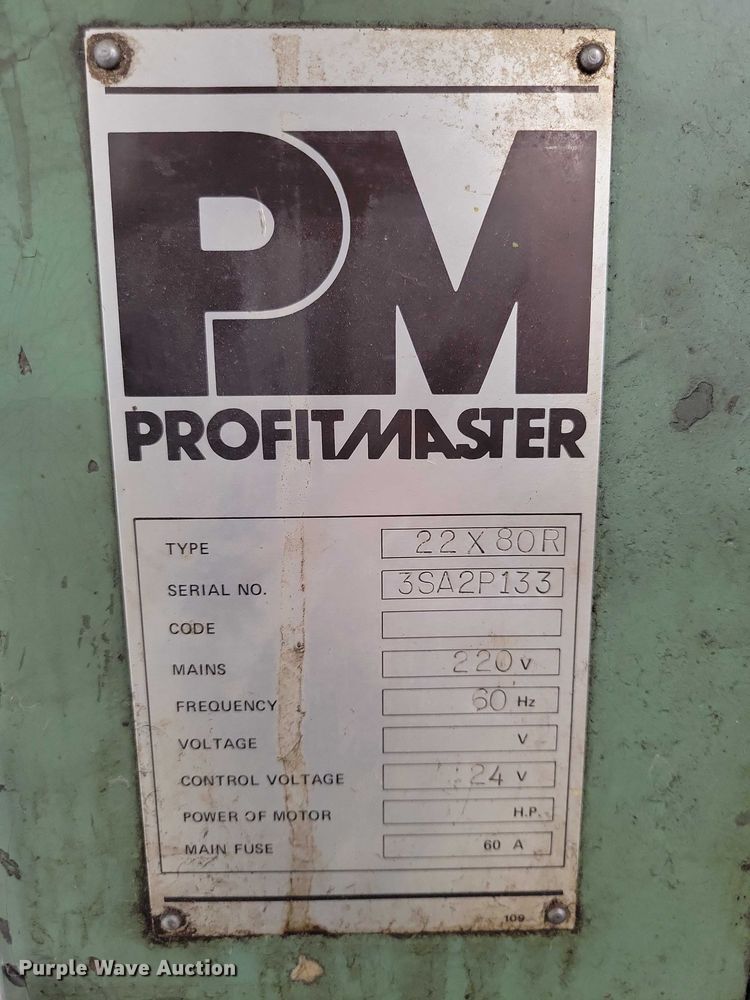 PM
PROFITMASTER
TYPE 22X80R
SERIAL NO. 3SA2P133
CODE
MAINS 220 V
FREQUENCY 60 Hz
VOLTAGE V
CONTROL VOLTAGE 24 V
POWER OF MOTOR H.P.
MAIN FUSE 60 A
109
Purple Wave Auction